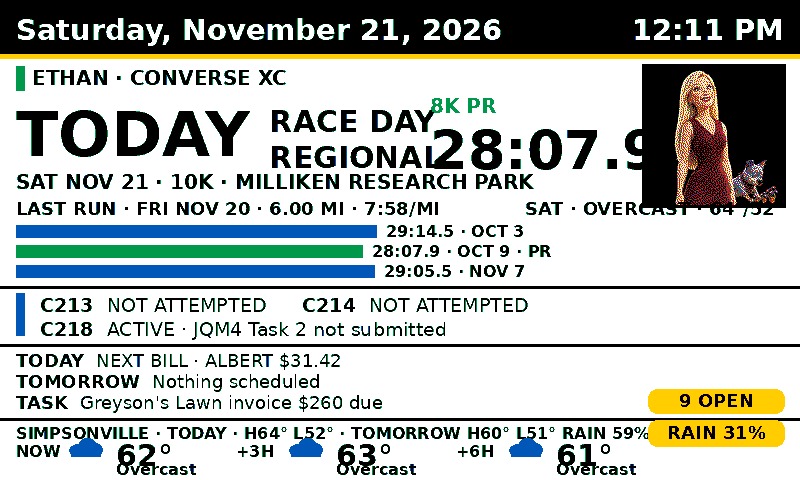 Saturday, November 21, 2026 12:11 PM
ETHAN · CONVERSE XC
8K PR
TODAY RACE DAY
REGIONAL 28:07.9
SAT NOV 21 · 10K · MILLIKEN RESEARCH PARK
LAST RUN · FRI NOV 20 · 6.00 MI · 7:58/MI SAT · OVERCAST · 64°/52°
29:14.5 · OCT 3
28:07.9 · OCT 9 · PR
29:05.5 · NOV 7
C213 NOT ATTEMPTED C214 NOT ATTEMPTED
C218 ACTIVE · JQM4 Task 2 not submitted
TODAY NEXT BILL · ALBERT $31.42
TOMORROW Nothing scheduled
TASK Greyson's Lawn invoice $260 due 9 OPEN
SIMPSONVILLE · TODAY · H64° L52° · TOMORROW H60° L51° RAIN 59% RAIN 31%
NOW 62° +3H 63° +6H 61°
Overcast Overcast Overcast